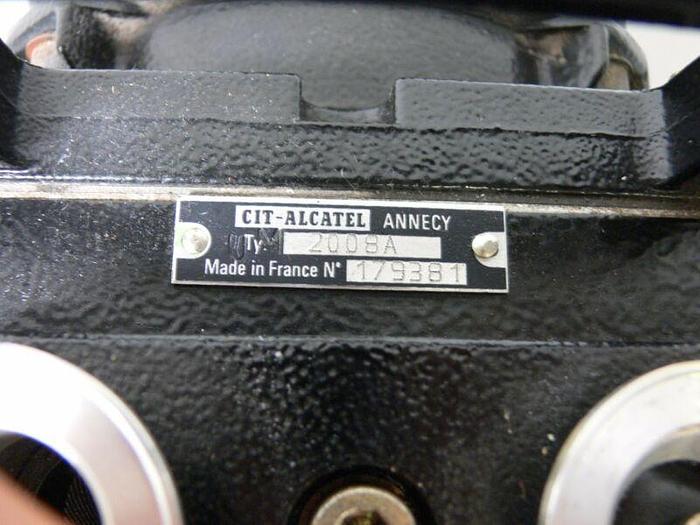 CIT-ALCATEL ANNECY
Ty. 2008A
Made in France N° 179381